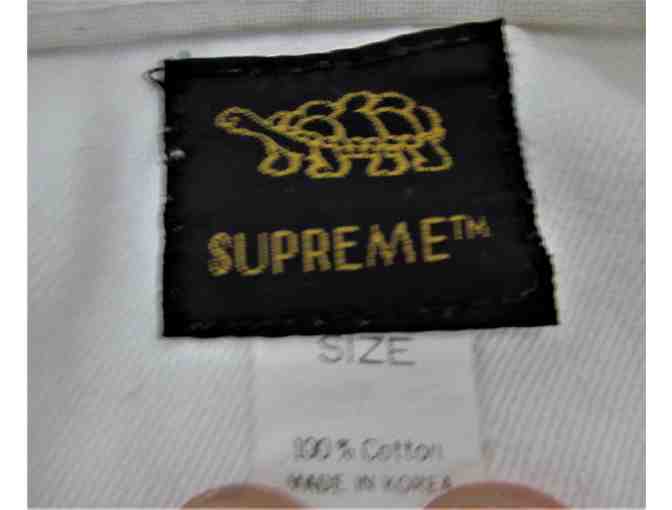 SUPREME™
SIZE
100% Cotton
MADE IN KOREA